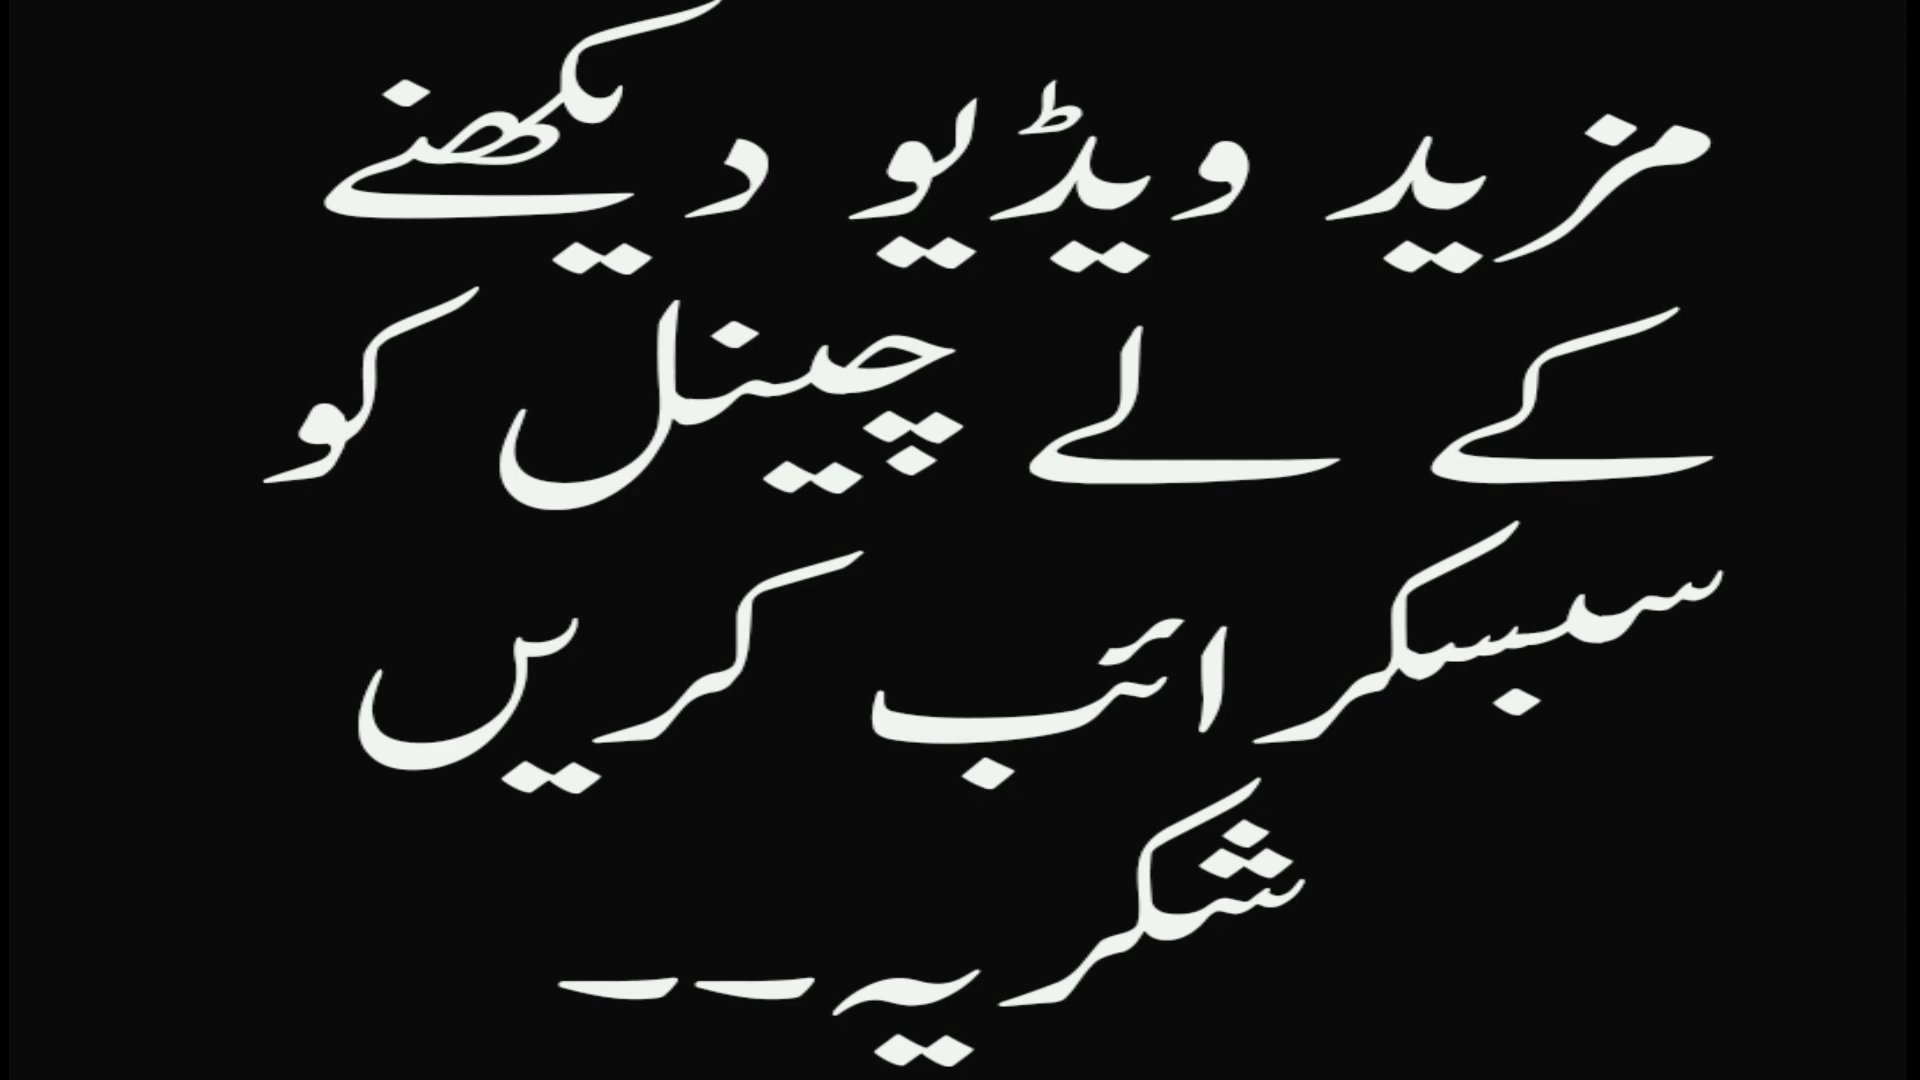 مزید ویڈیو دیکھنے
کے لے چینل کو
سبسکرائب کریں
شکریہ۔۔